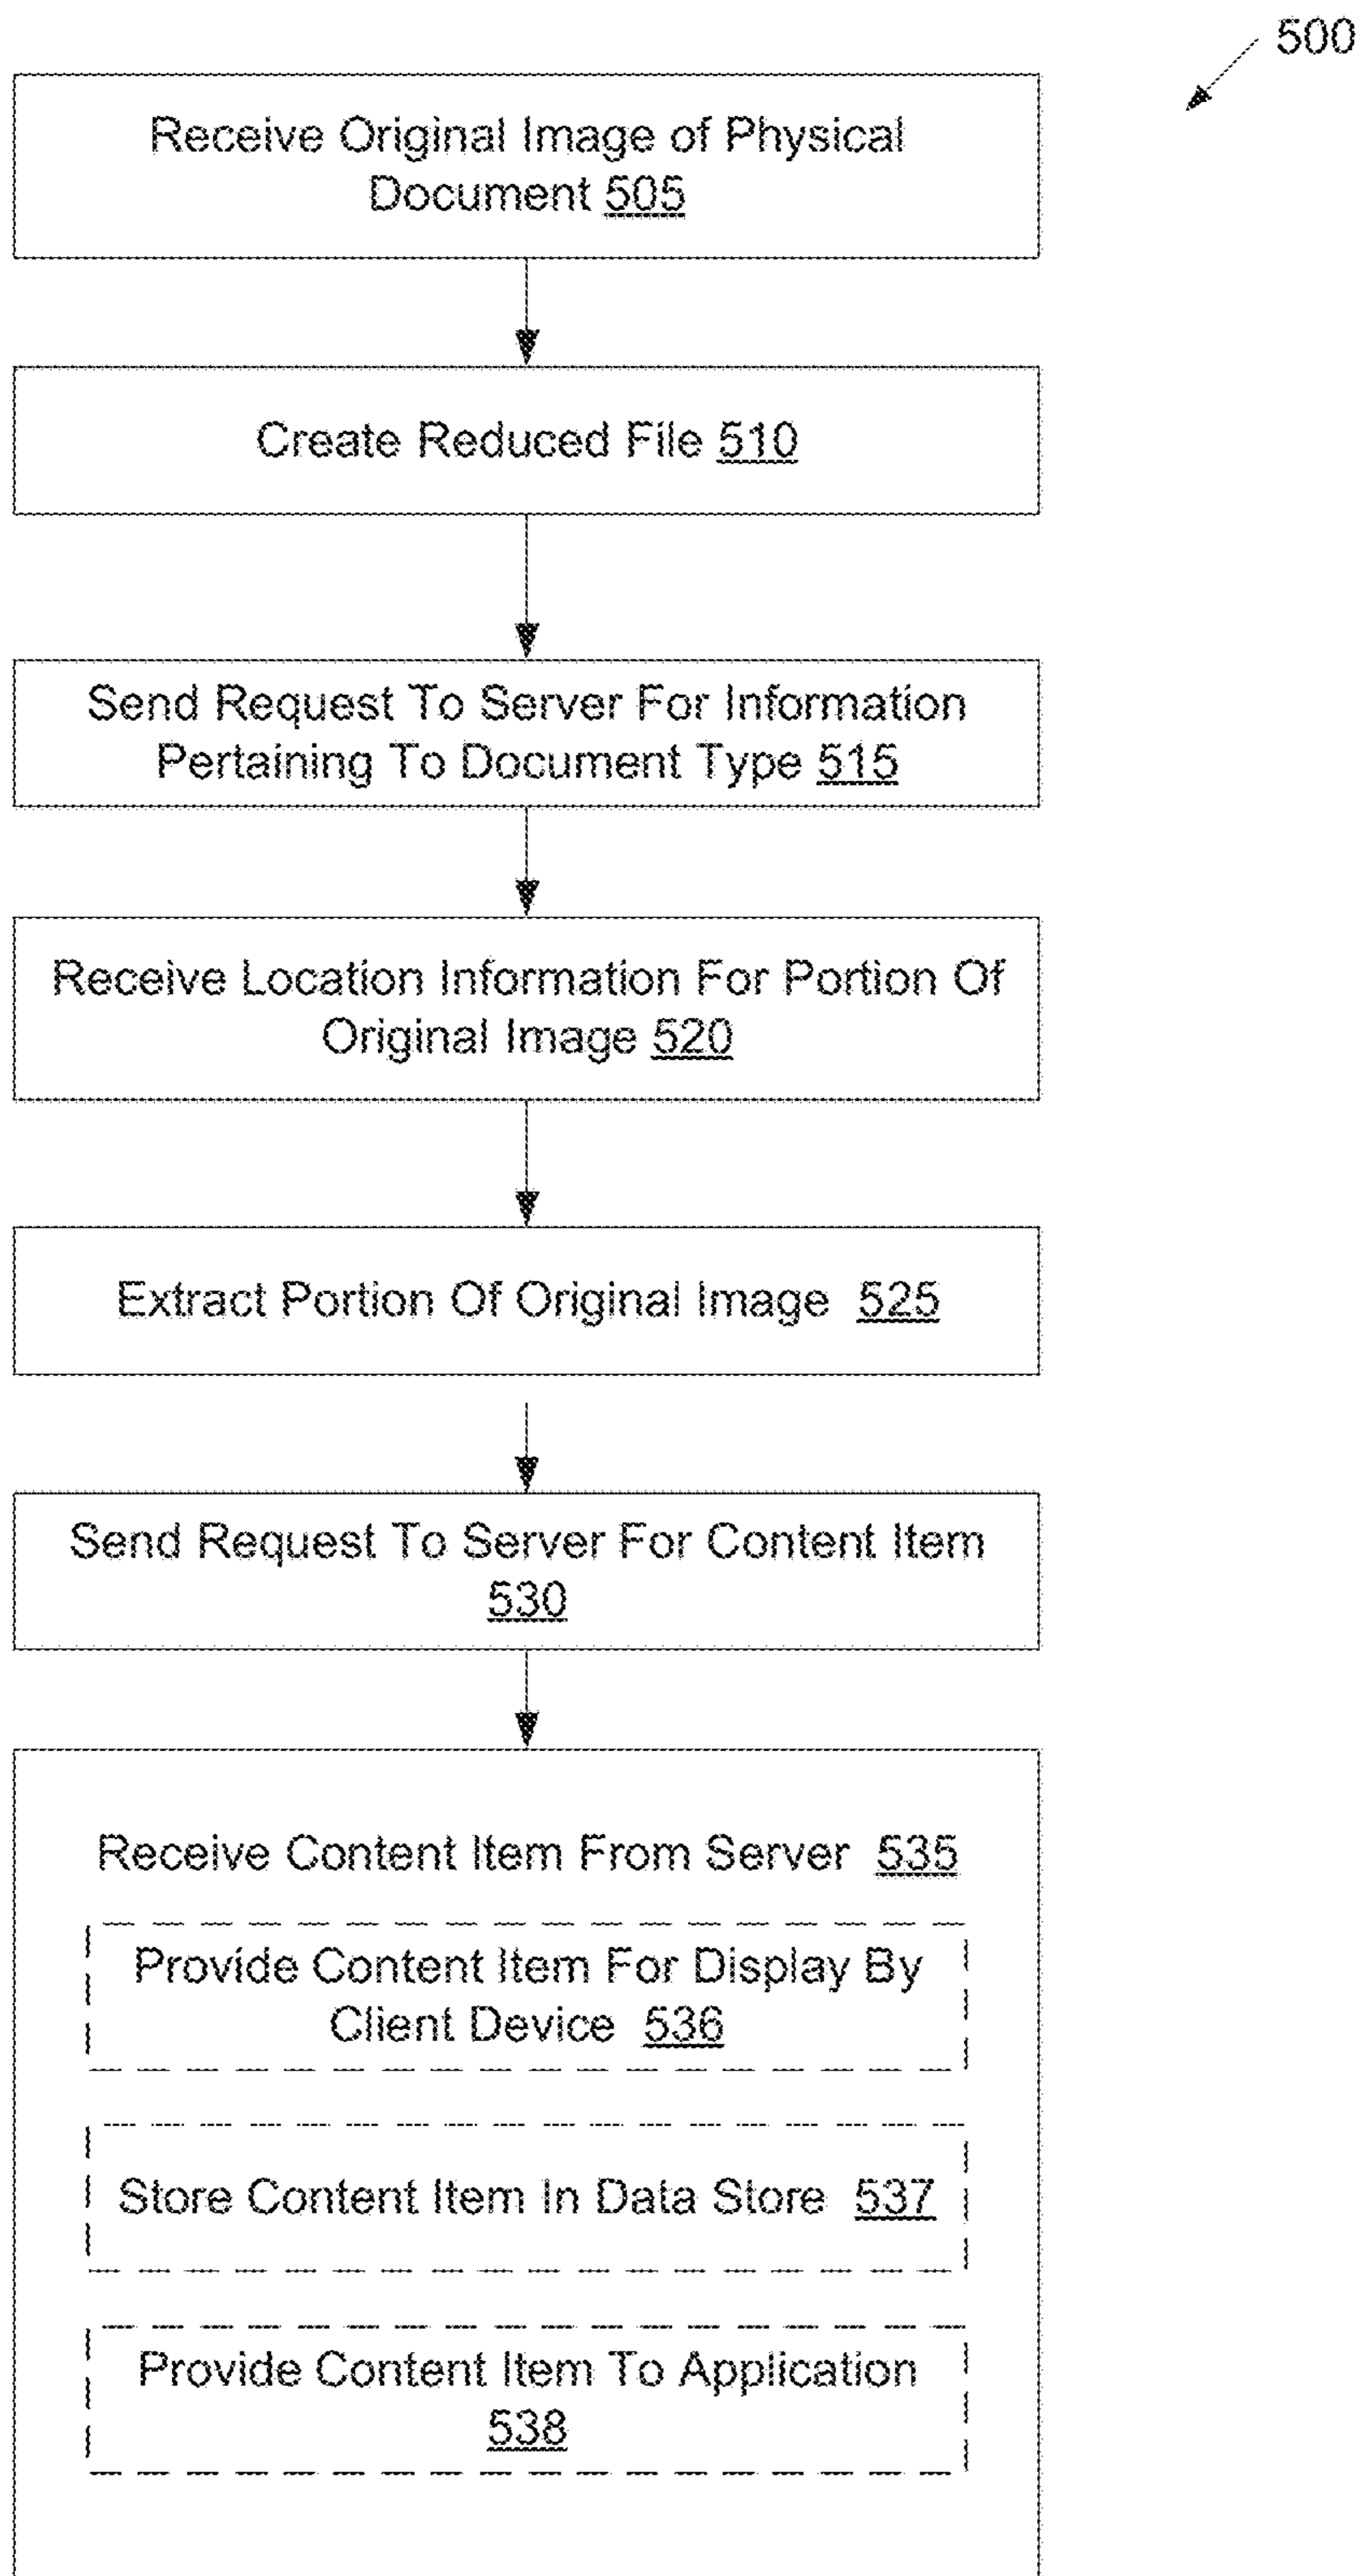 500
Receive Original Image of Physical
Document 505
Create Reduced File 510
Send Request To Server For Information
Pertaining To Document Type 515
Receive Location Information For Portion Of
Original Image 520
Extract Portion Of Original Image 525
Send Request To Server For Content Item
530
Receive Content Item From Server 535
Provide Content Item For Display By
Client Device 536
Store Content Item In Data Store 537
Provide Content Item To Application
538